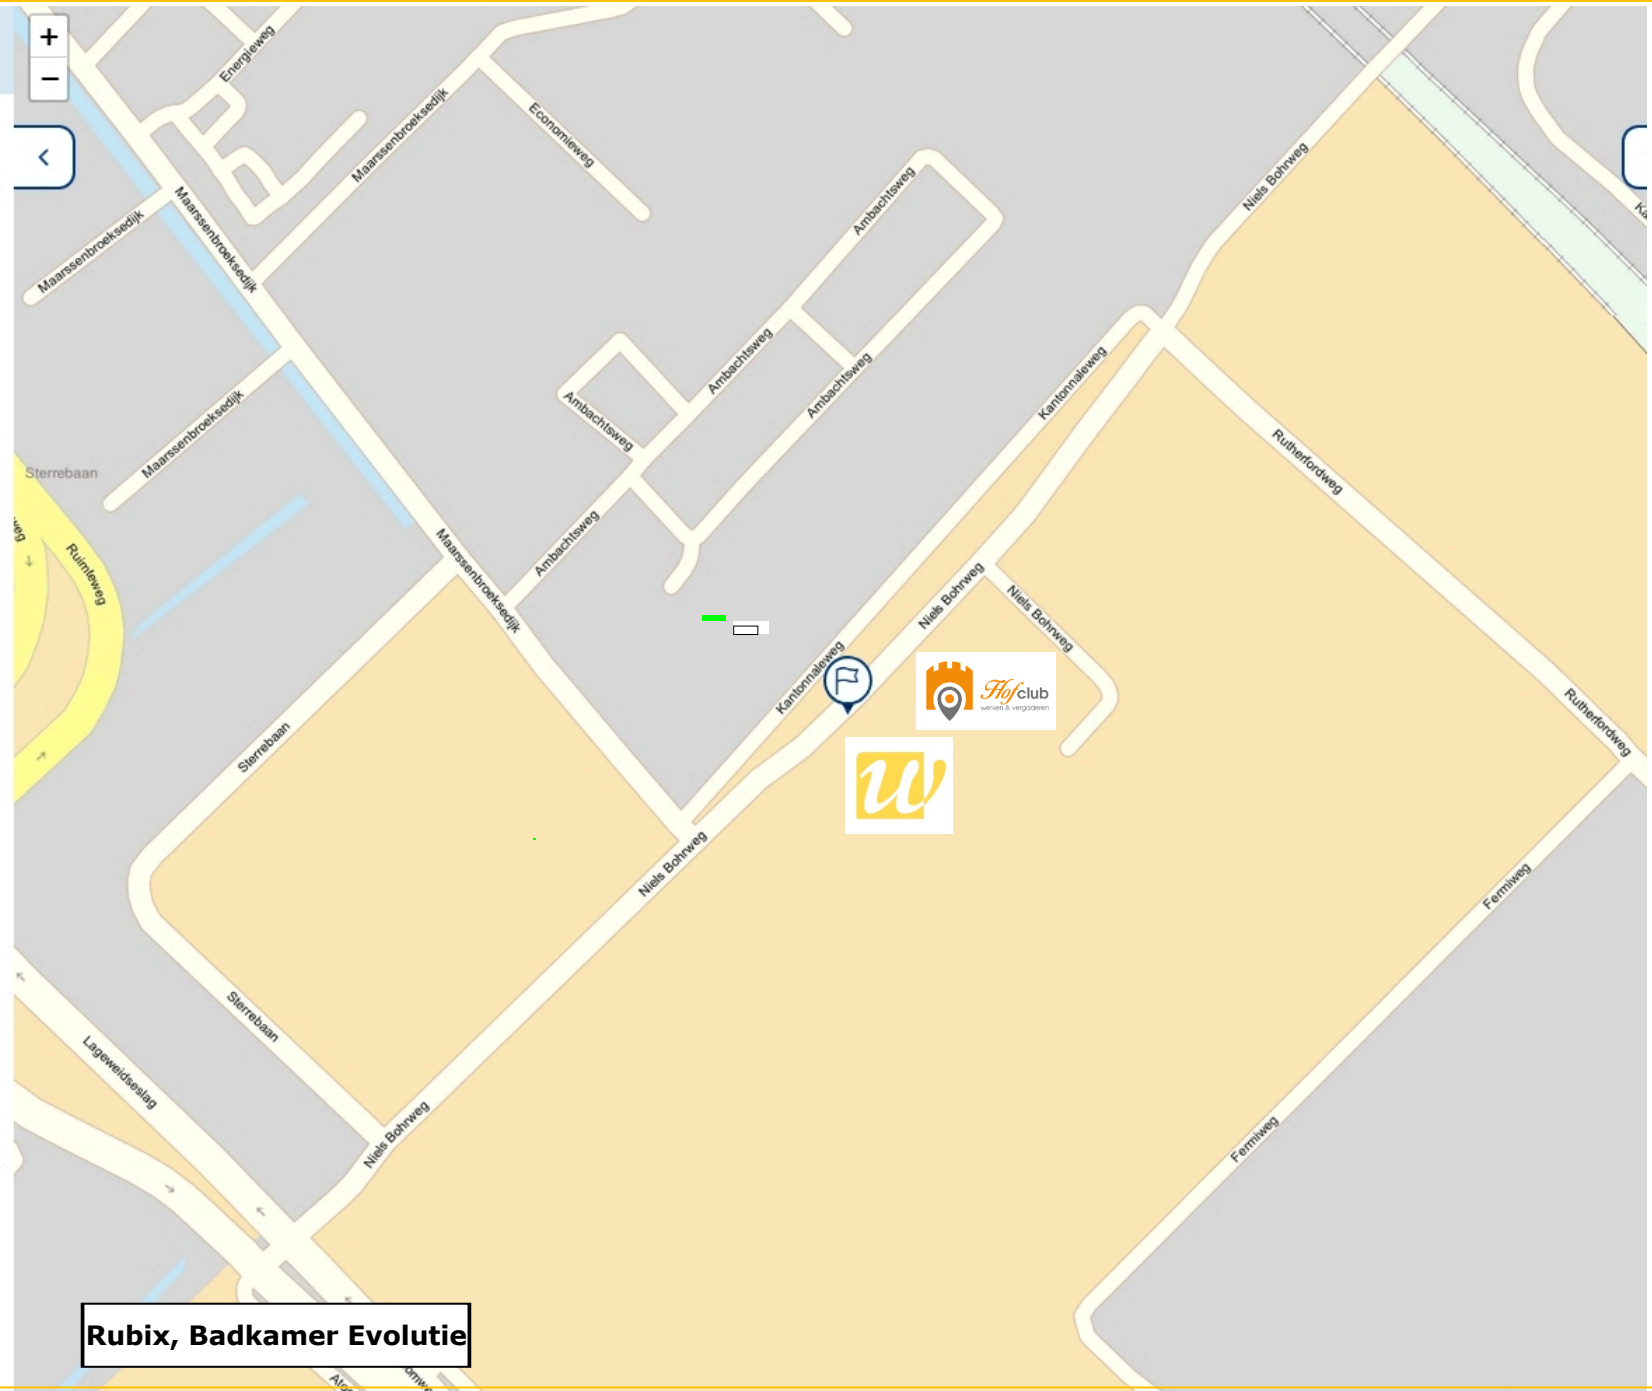 +
Energieweg
−
Maarssenbroeksedijk
Economieweg
Niels Bohrweg
Ambachtsweg
Maarssenbroeksedijk
Maarssenbroeksedijk
Ambachtsweg
Ambachtsweg
Kantonnaleweg
Maarssenbroeksedijk
Ambachtsweg
Rutherfordweg
Sterrebaan
Ruimteweg
Maarssenbroeksedijk
Ambachtsweg
Niels Bohrweg
Niels Bohrweg
Kantonnaleweg
Hofclub
werken & vergaderen
Rutherfordweg
Sterrebaan
w
Niels Bohrweg
Fermiweg
Sterrebaan
Lageweidseslag
Niels Bohrweg
Fermiweg
Rubix, Badkamer Evolutie